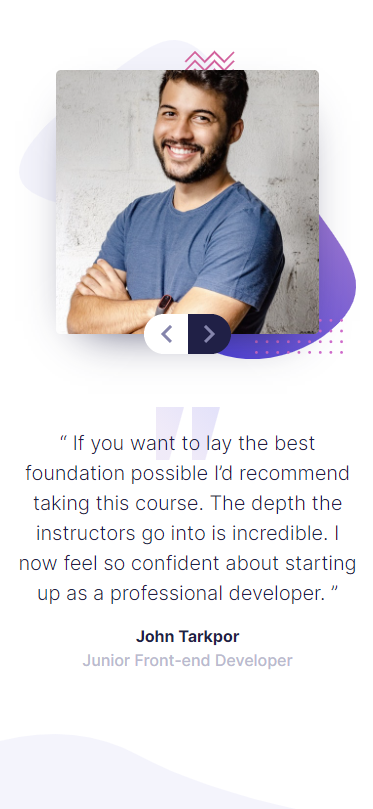 “ If you want to lay the best
foundation possible I’d recommend
taking this course. The depth the
instructors go into is incredible. I
now feel so confident about starting
up as a professional developer. ”
John Tarkpor
Junior Front-end Developer